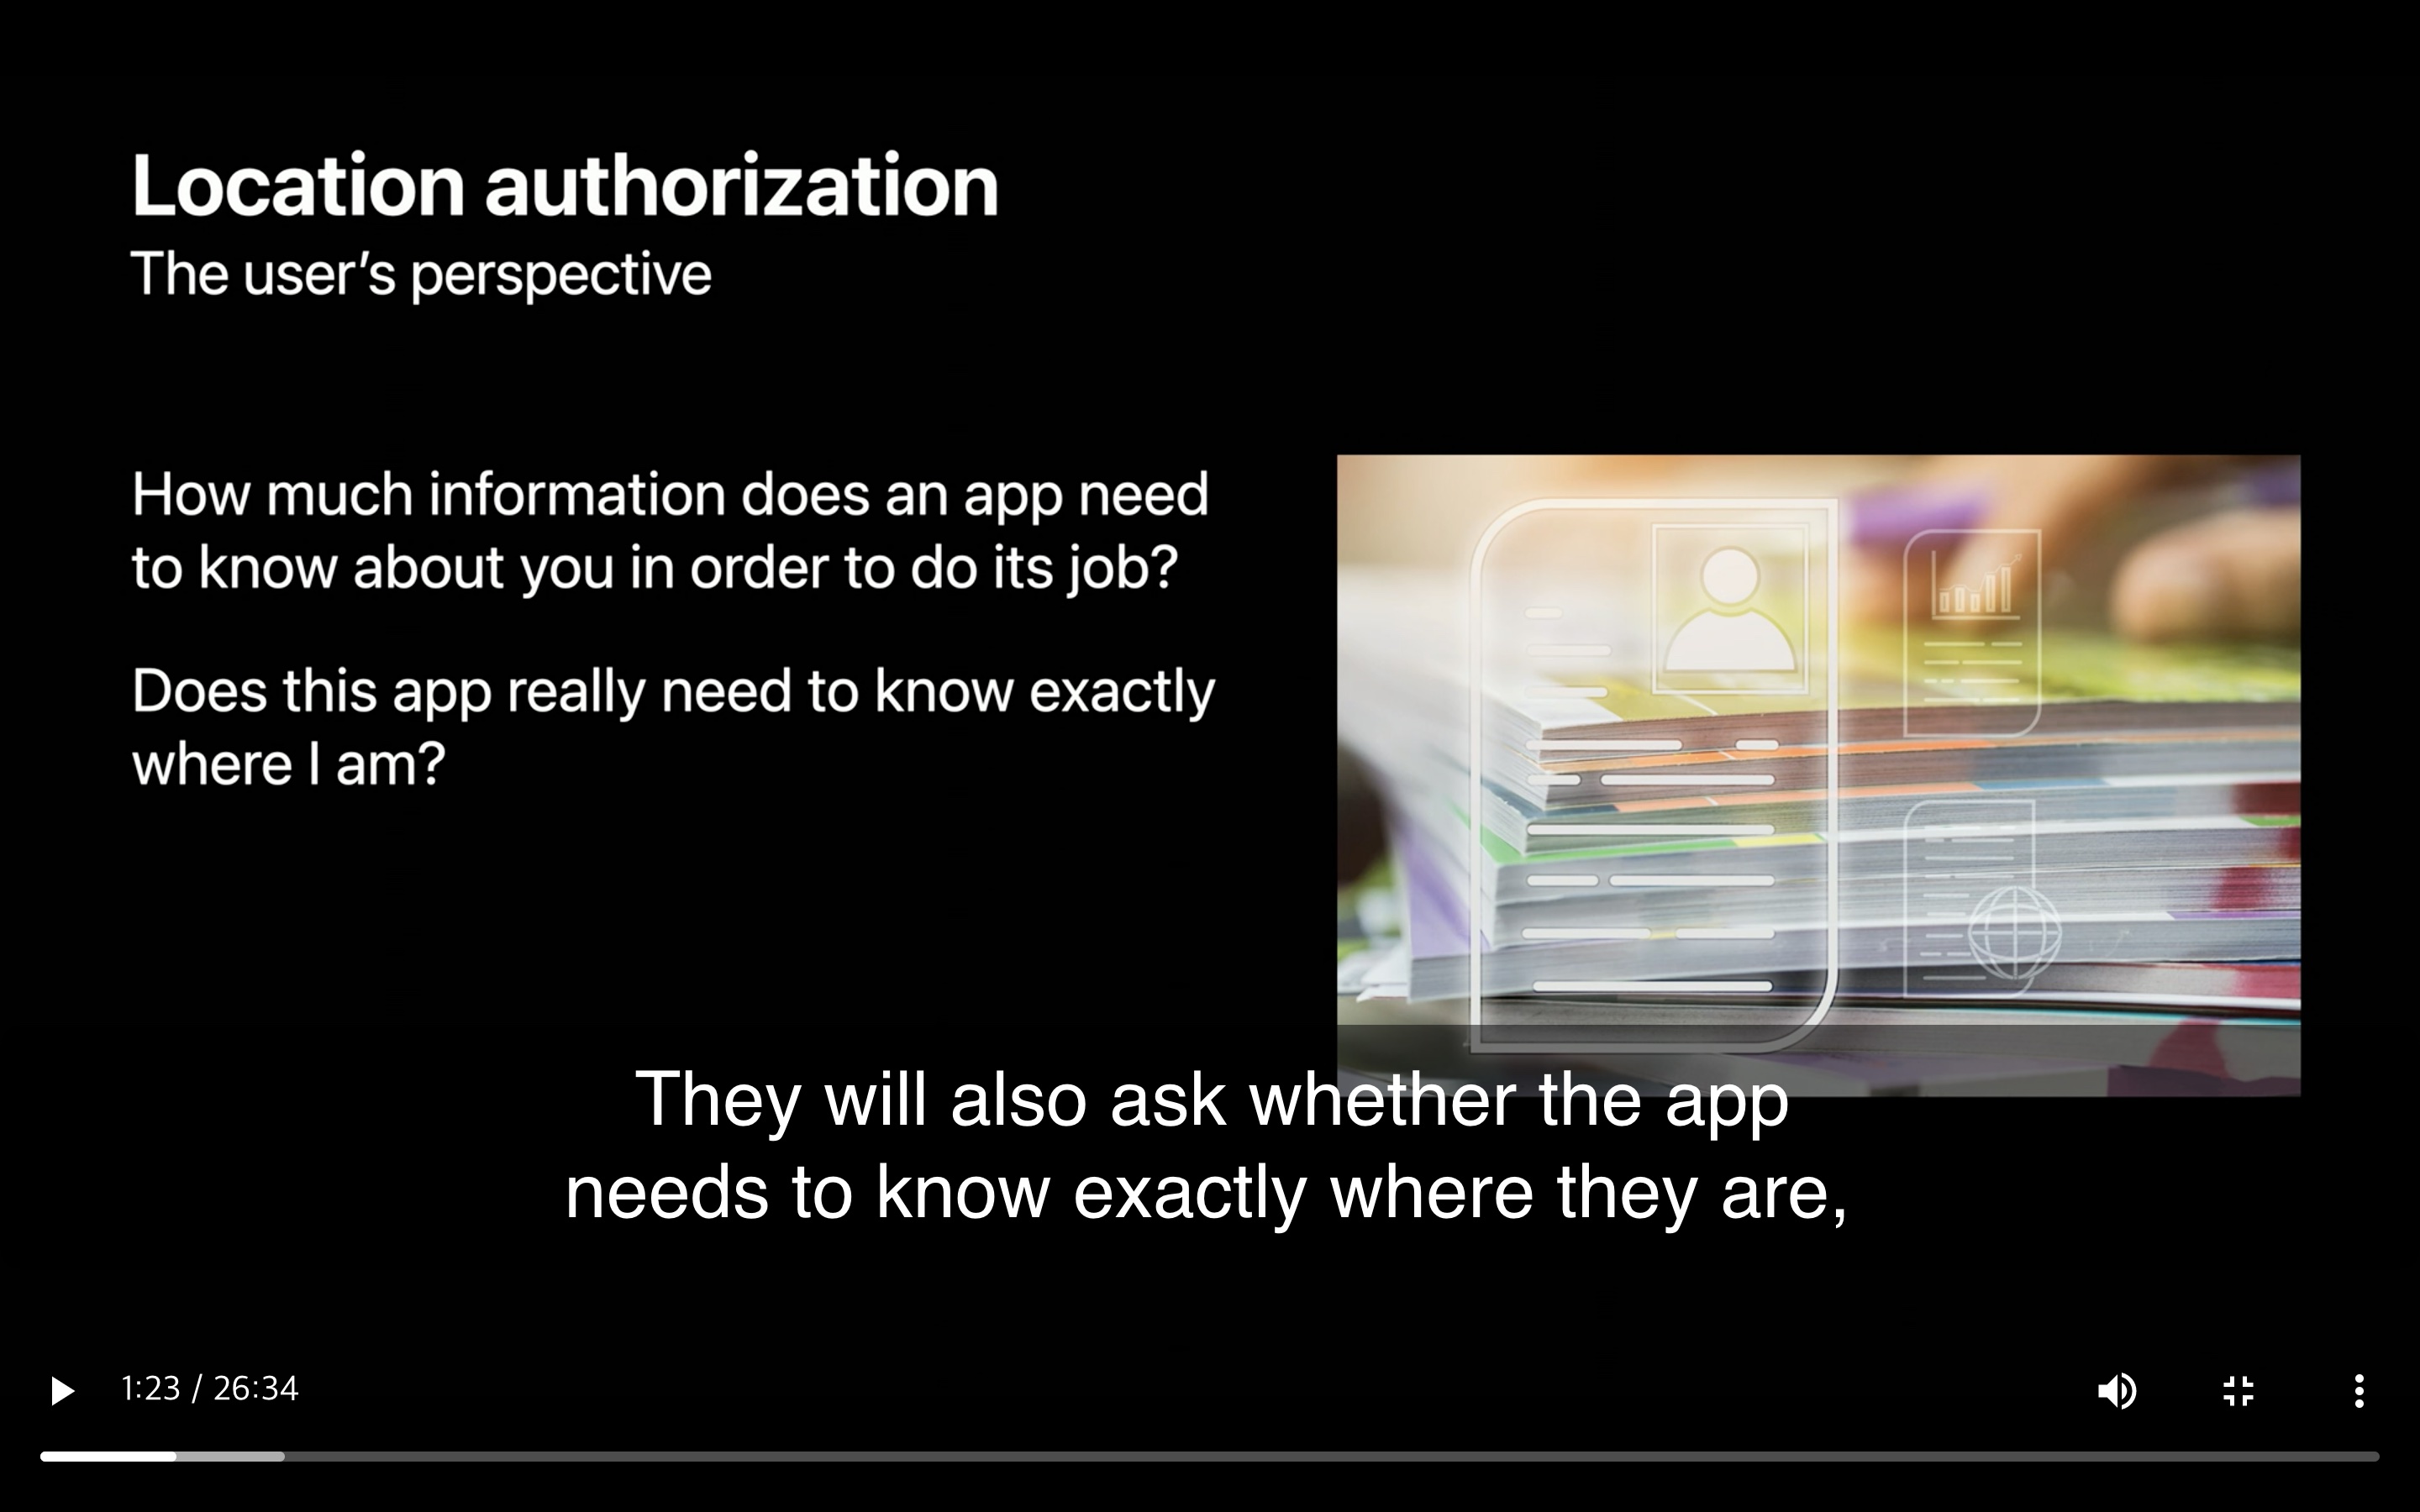 Location authorization
The user’s perspective
How much information does an app need
to know about you in order to do its job?
Does this app really need to know exactly
where I am?
They will also ask whether the app
needs to know exactly where they are,
1:23 / 26:34